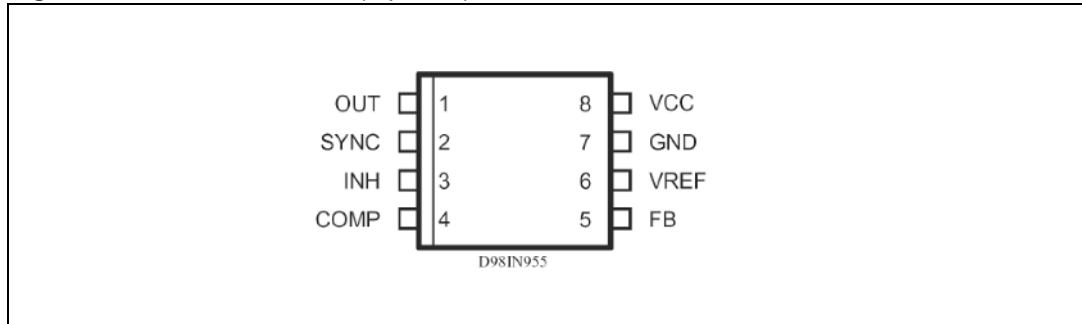 OUT 1 8 VCC
SYNC 2 7 GND
INH 3 6 VREF
COMP 4 5 FB
D98IN955